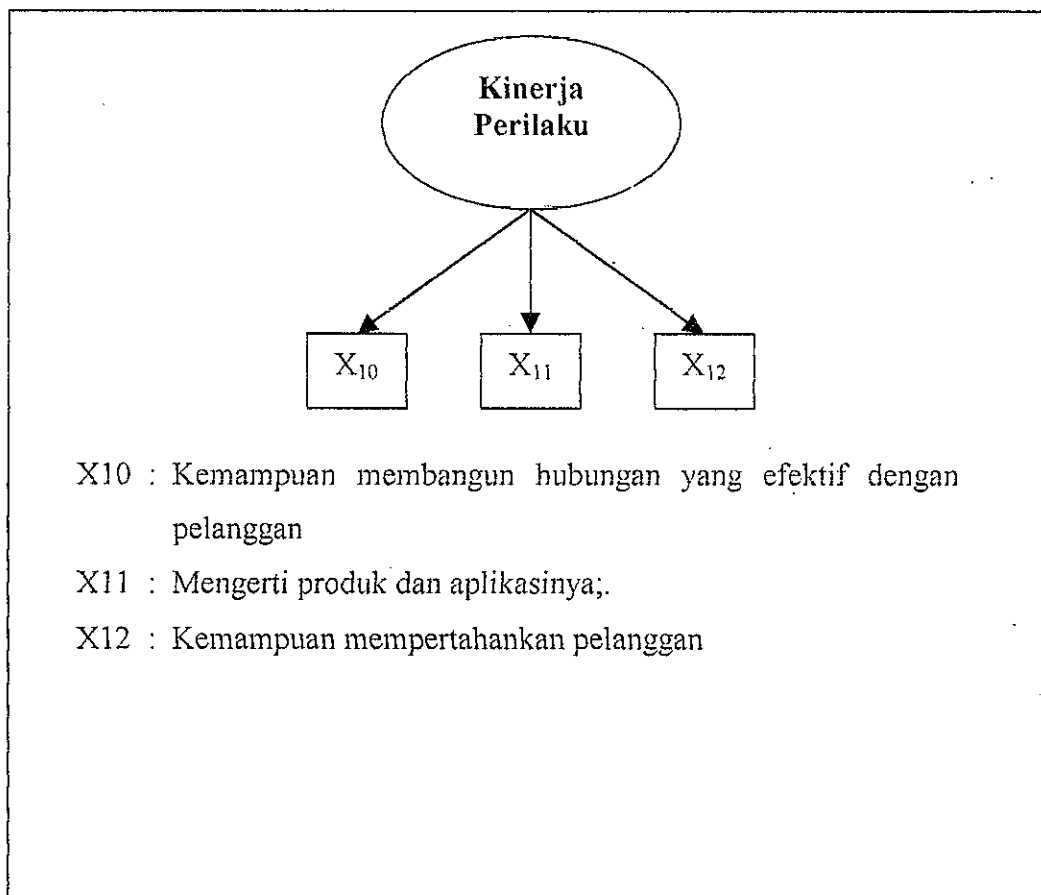 Kinerja
Perilaku
X₁₀ X₁₁ X₁₂
X10 : Kemampuan membangun hubungan yang efektif dengan
pelanggan
X11 : Mengerti produk dan aplikasinya;.
X12 : Kemampuan mempertahankan pelanggan